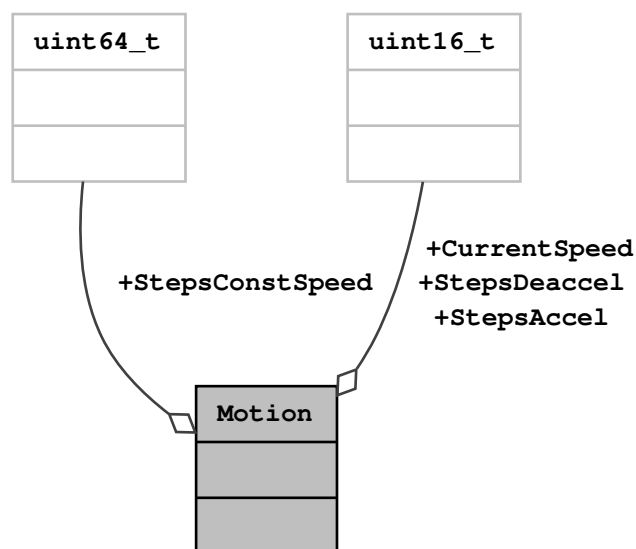 uint64_t
uint16_t
+StepsConstSpeed
+CurrentSpeed
+StepsDeaccel
+StepsAccel
Motion